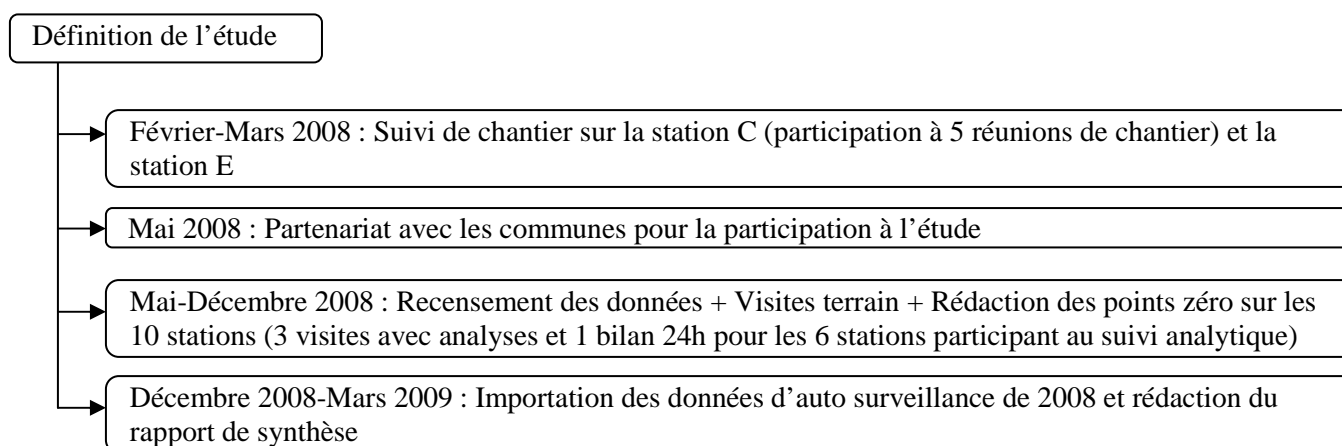 Définition de l’étude
Février-Mars 2008 : Suivi de chantier sur la station C (participation à 5 réunions de chantier) et la
station E
Mai 2008 : Partenariat avec les communes pour la participation à l’étude
Mai-Décembre 2008 : Recensement des données + Visites terrain + Rédaction des points zéro sur les
10 stations (3 visites avec analyses et 1 bilan 24h pour les 6 stations participant au suivi analytique)
Décembre 2008-Mars 2009 : Importation des données d’auto surveillance de 2008 et rédaction du
rapport de synthèse